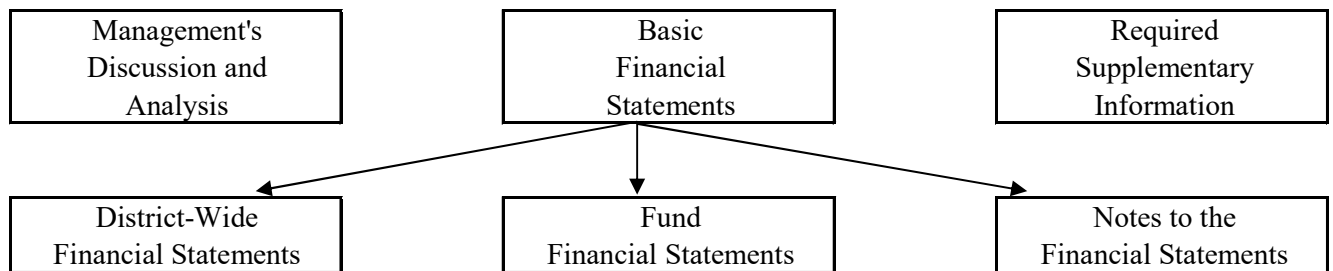 Management's
Discussion and
Analysis
Basic
Financial
Statements
Required
Supplementary
Information
District-Wide
Financial Statements
Fund
Financial Statements
Notes to the
Financial Statements